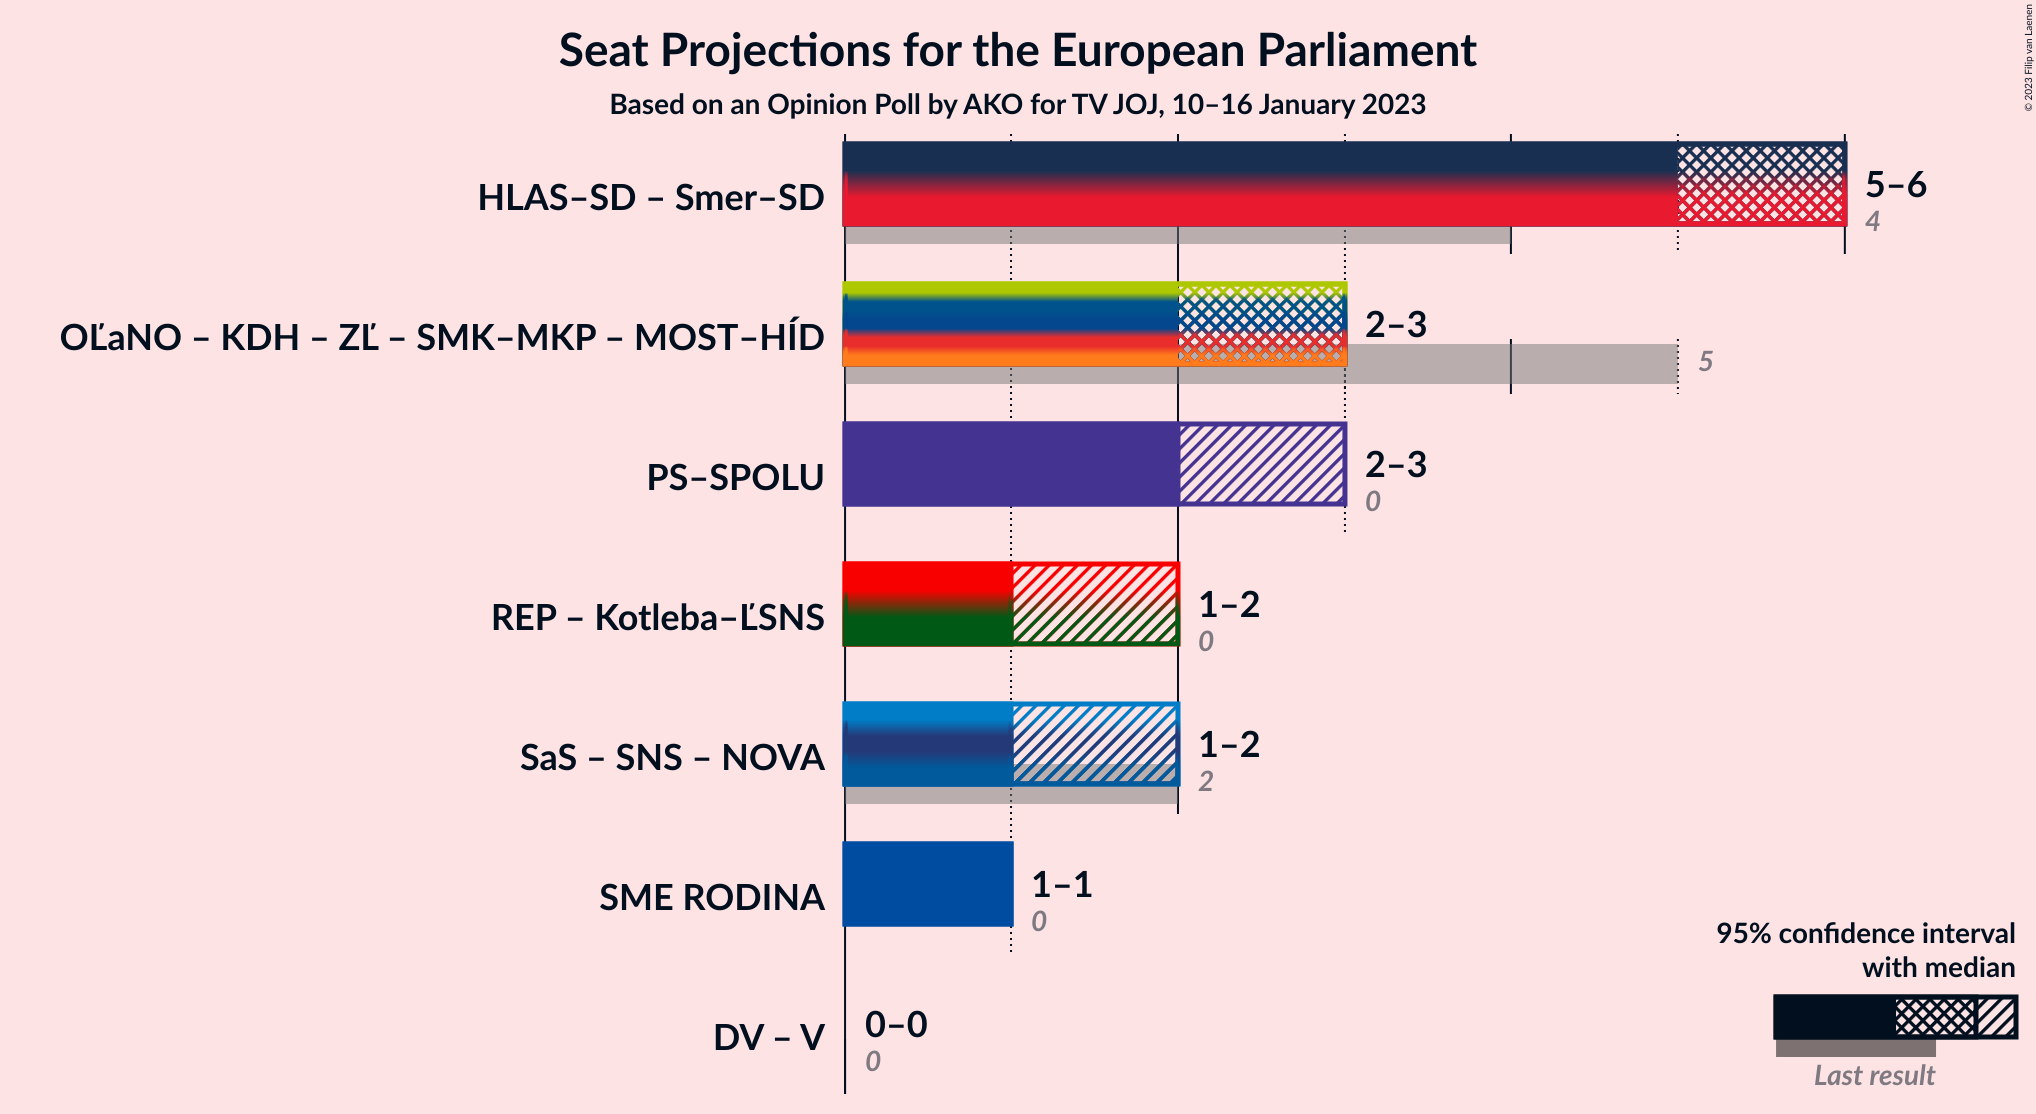 Seat Projections for the European Parliament
Based on an Opinion Poll by AKO for TV JOJ, 10–16 January 2023
© 2023 Filip van Laenen
HLAS–SD – Smer–SD
5–6
4
OĽaNO – KDH – ZĽ – SMK–MKP – MOST–HÍD
2–3
5
PS–SPOLU
2–3
0
REP – Kotleba–ĽSNS
1–2
0
SaS – SNS – NOVA
1–2
2
SME RODINA
1–1
0
DV – V
0–0
0
95% confidence interval
with median
Last result